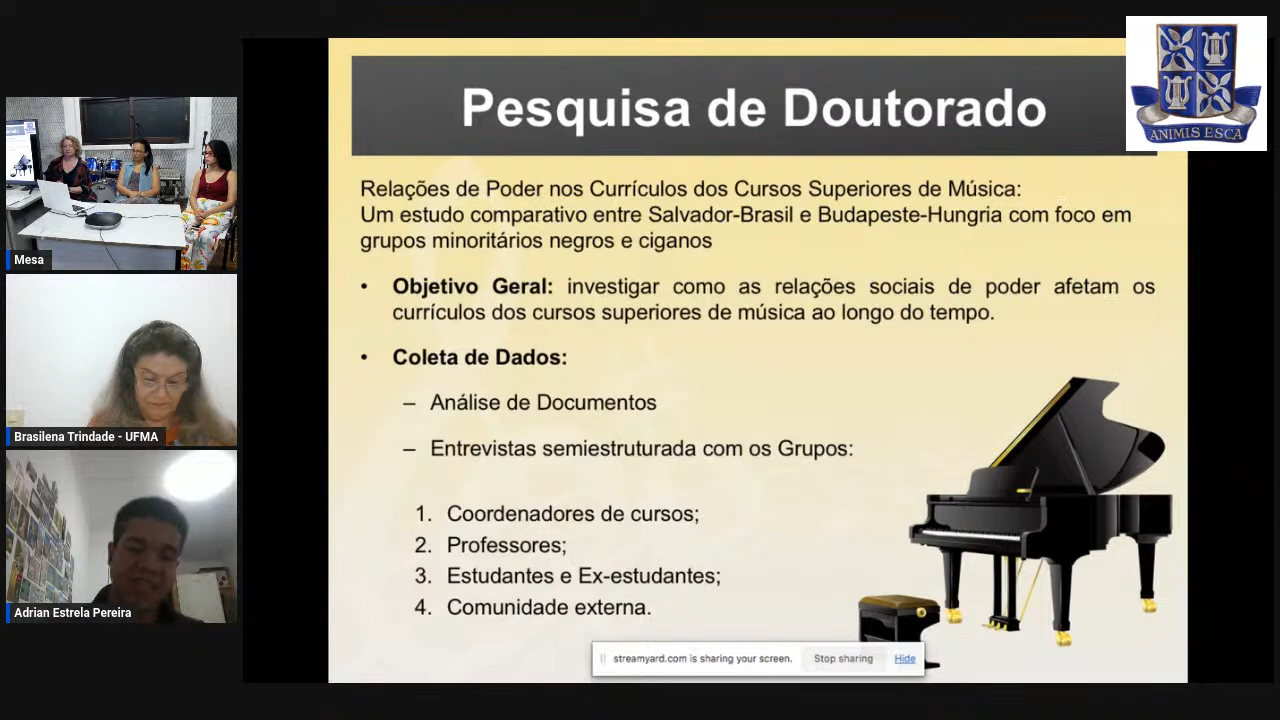 Pesquisa de Doutorado
ANIMIS ESCA
Relações de Poder nos Currículos dos Cursos Superiores de Música:
Um estudo comparativo entre Salvador-Brasil e Budapeste-Hungria com foco em
grupos minoritários negros e ciganos
• Objetivo Geral: investigar como as relações sociais de poder afetam os
currículos dos cursos superiores de música ao longo do tempo.
• Coleta de Dados:
– Análise de Documentos
– Entrevistas semiestruturada com os Grupos:
1. Coordenadores de cursos;
2. Professores;
3. Estudantes e Ex-estudantes;
4. Comunidade externa.
streamyard.com is sharing your screen. Stop sharing Hide
Mesa
Brasilena Trindade - UFMA
Adrian Estrela Pereira